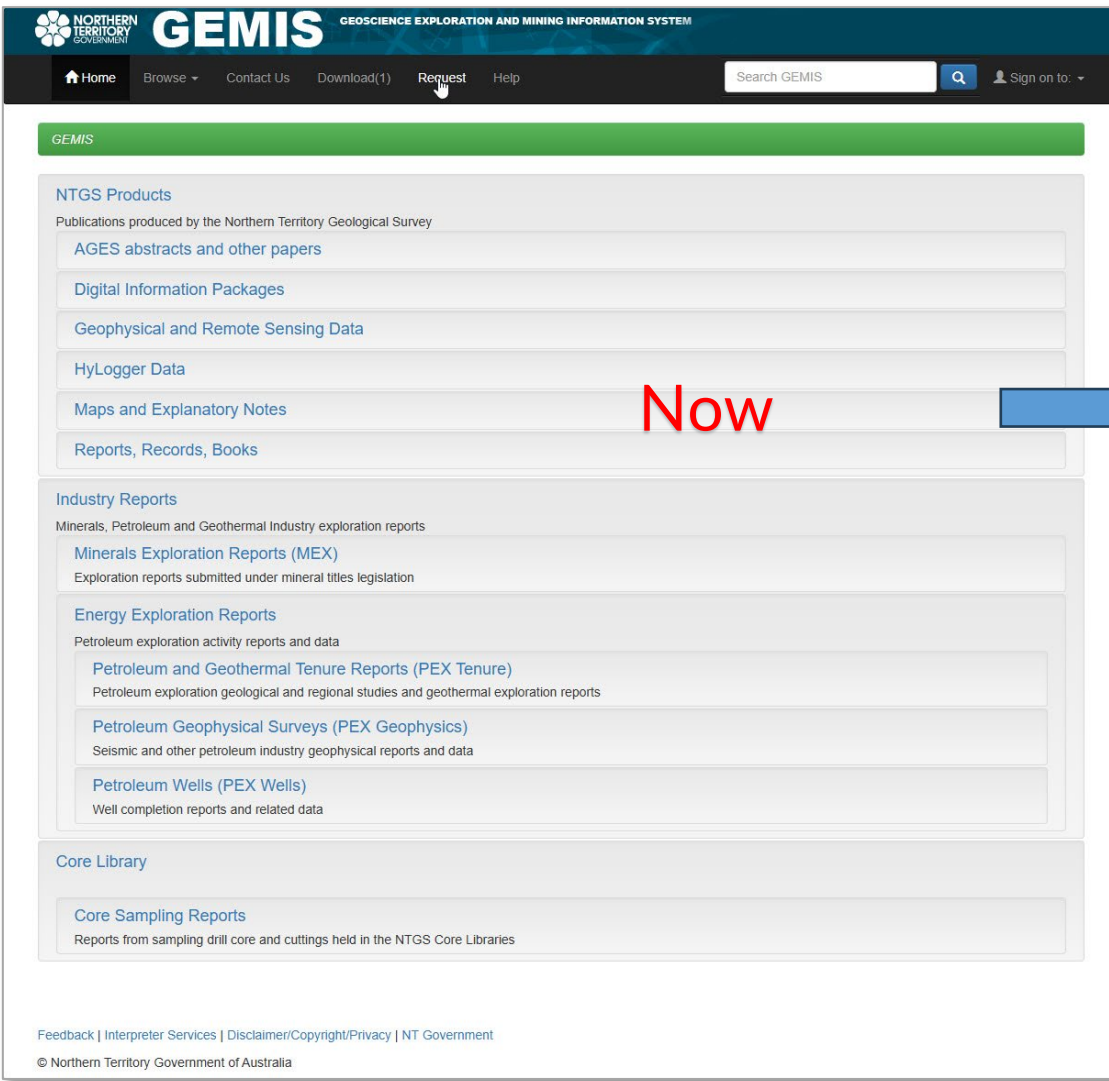 NORTHERN
TERRITORY
GOVERNMENT
GEMIS
GEOSCIENCE EXPLORATION AND MINING INFORMATION SYSTEM
Home Browse Contact Us Download(1) Request Help Search GEMIS Sign on to:
GEMIS
NTGS Products
Publications produced by the Northern Territory Geological Survey
AGES abstracts and other papers
Digital Information Packages
Geophysical and Remote Sensing Data
HyLogger Data
Maps and Explanatory Notes
Now
Reports, Records, Books
Industry Reports
Minerals, Petroleum and Geothermal Industry exploration reports
Minerals Exploration Reports (MEX)
Exploration reports submitted under mineral titles legislation
Energy Exploration Reports
Petroleum exploration activity reports and data
Petroleum and Geothermal Tenure Reports (PEX Tenure)
Petroleum exploration geological and regional studies and geothermal exploration reports
Petroleum Geophysical Surveys (PEX Geophysics)
Seismic and other petroleum industry geophysical reports and data
Petroleum Wells (PEX Wells)
Well completion reports and related data
Core Library
Core Sampling Reports
Reports from sampling drill core and cuttings held in the NTGS Core Libraries
Feedback | Interpreter Services | Disclaimer/Copyright/Privacy | NT Government
© Northern Territory Government of Australia